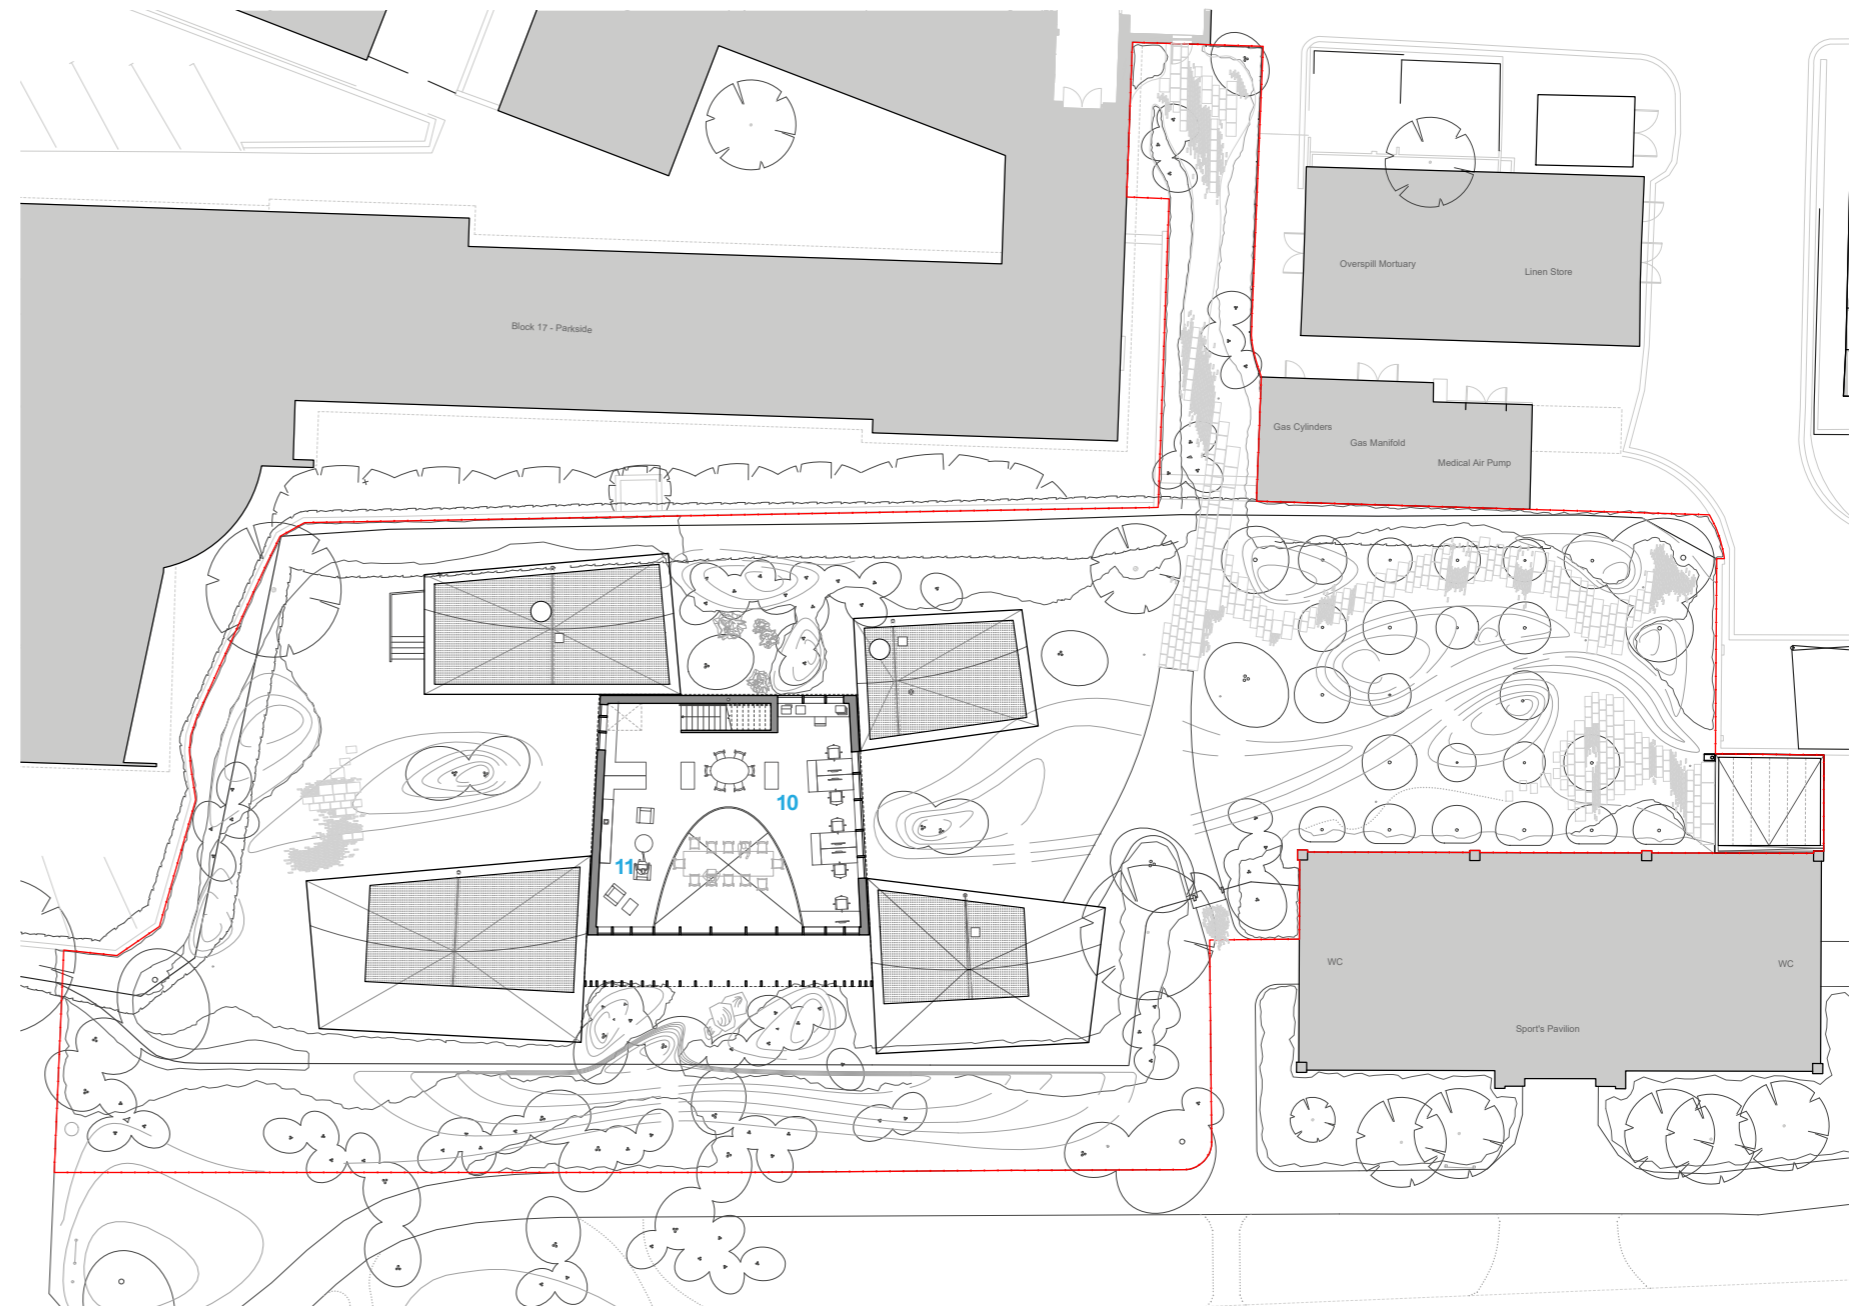 Overspill Mortuary
Linen Store
Block 17 - Parkside
Gas Cylinders
Gas Manifold
Medical Air Pump
10
11
WC
WC
Sport's Pavilion